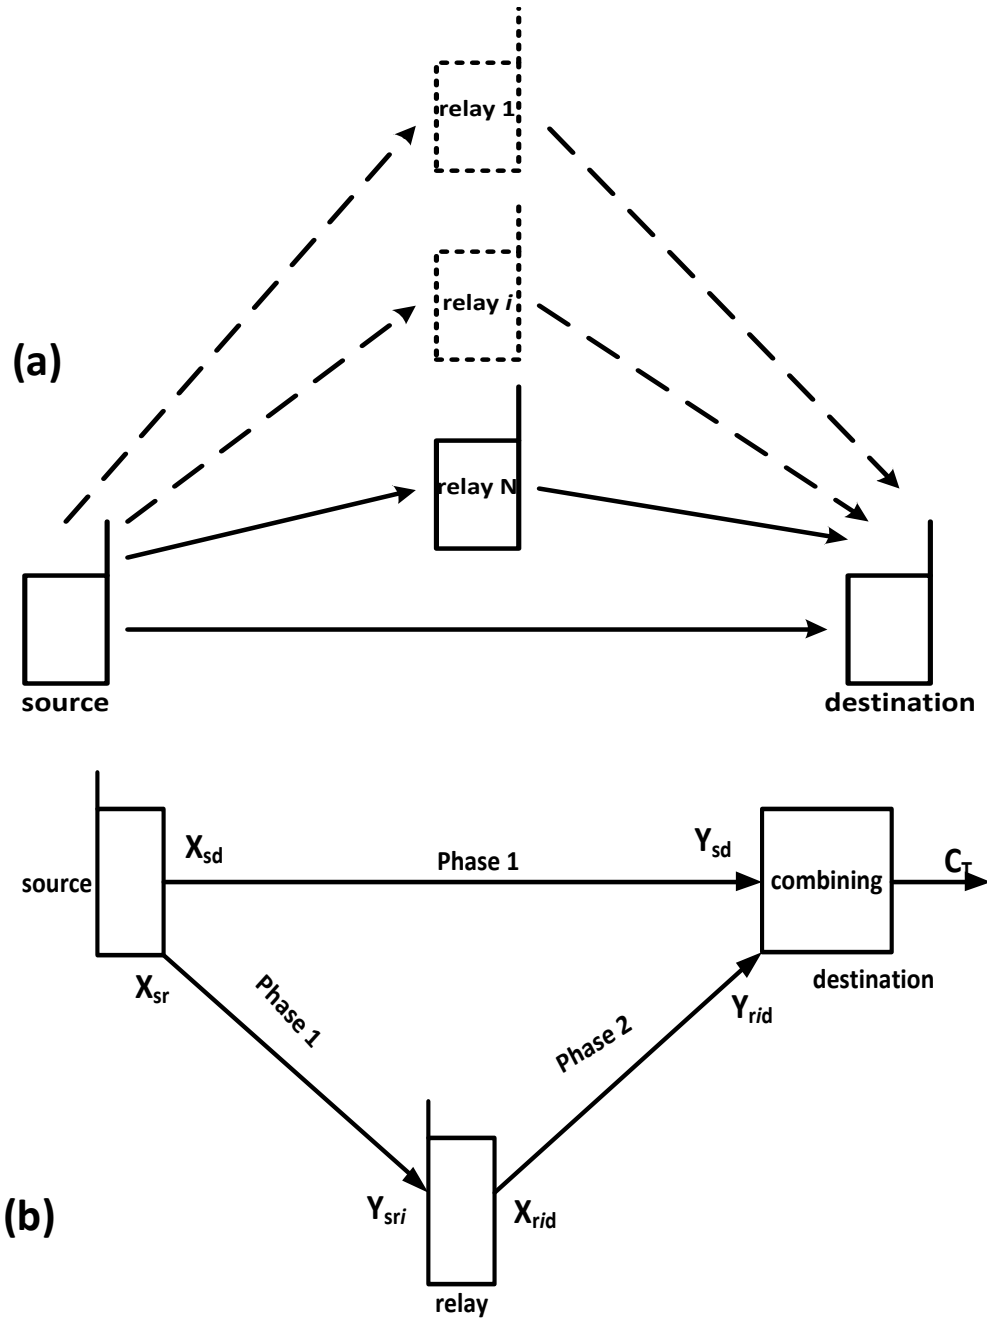 relay 1
relay i
(a)
relay N
source
destination
X_sd
Y_sd
Phase 1
C_T
source
combining
destination
X_sr
Phase 1
Y_rid
Phase 2
Y_sri
X_rid
(b)
relay